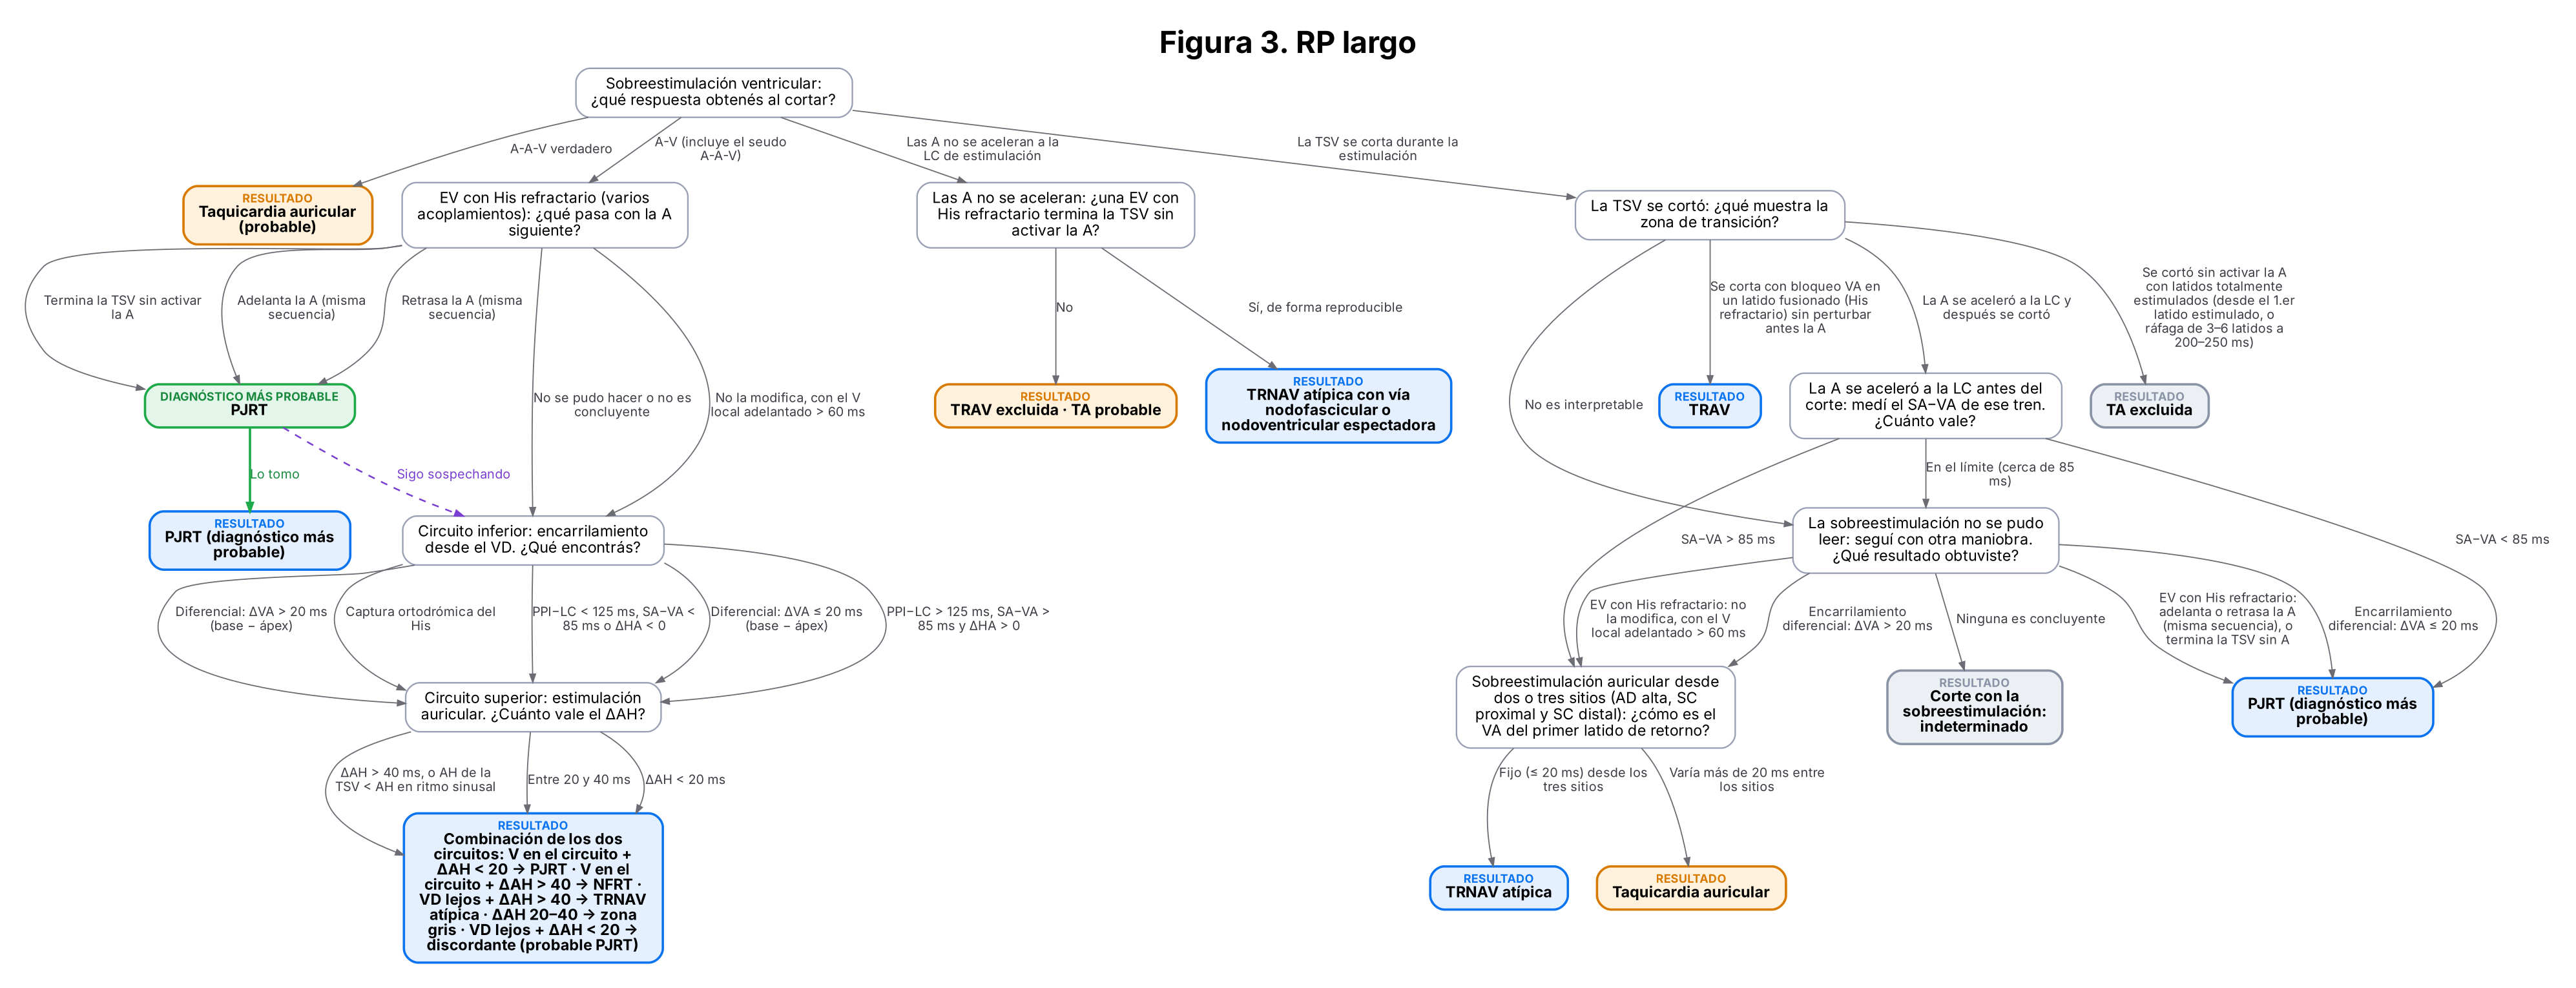 Figura 3. RP largo
Sobreestimulación ventricular:
¿qué respuesta obtenés al cortar?
A-A-V verdadero
A-V (incluye el seudo
A-A-V)
Las A no se aceleran a la
LC de estimulación
La TSV se corta durante la
estimulación
RESULTADO
Taquicardia auricular
(probable)
EV con His refractario (varios
acoplamientos): ¿qué pasa con la A
siguiente?
Las A no se aceleran: ¿una EV con
His refractario termina la TSV sin
activar la A?
La TSV se cortó: ¿qué muestra la
zona de transición?
Termina la TSV sin activar
la A
Adelanta la A (misma
secuencia)
Retrasa la A (misma
secuencia)
No se pudo hacer o no es
concluyente
No la modifica, con el V
local adelantado > 60 ms
No
Sí, de forma reproducible
No es interpretable
Se corta con bloqueo VA en
un latido fusionado (His
refractario) sin perturbar
antes la A
La A se aceleró a la LC y
después se cortó
Se cortó sin activar la A
con latidos totalmente
estimulados (desde el 1.er
latido estimulado, o
ráfaga de 3–6 latidos a
200–250 ms)
DIAGNÓSTICO MÁS PROBABLE
PJRT
RESULTADO
TRAV excluida · TA probable
RESULTADO
TRNAV atípica con vía
nodofascicular o
nodoventricular espectadora
RESULTADO
TRAV
La A se aceleró a la LC antes del
corte: medí el SA−VA de ese tren.
¿Cuánto vale?
RESULTADO
TA excluida
Lo tomo
Sigo sospechando
En el límite (cerca de 85
ms)
SA−VA > 85 ms
SA−VA < 85 ms
RESULTADO
PJRT (diagnóstico más
probable)
Circuito inferior: encarrilamiento
desde el VD. ¿Qué encontrás?
La sobreestimulación no se pudo
leer: seguí con otra maniobra.
¿Qué resultado obtuviste?
Diferencial: ΔVA > 20 ms
(base − ápex)
Captura ortodrómica del
His
PPI−LC < 125 ms, SA−VA <
85 ms o ΔHA < 0
Diferencial: ΔVA ≤ 20 ms
(base − ápex)
PPI−LC > 125 ms, SA−VA >
85 ms y ΔHA > 0
EV con His refractario: no
la modifica, con el V
local adelantado > 60 ms
Encarrilamiento
diferencial: ΔVA > 20 ms
Ninguna es concluyente
EV con His refractario:
adelanta o retrasa la A
(misma secuencia), o
termina la TSV sin A
Encarrilamiento
diferencial: ΔVA ≤ 20 ms
Circuito superior: estimulación
auricular. ¿Cuánto vale el ΔAH?
Sobreestimulación auricular desde
dos o tres sitios (AD alta, SC
proximal y SC distal): ¿cómo es el
VA del primer latido de retorno?
RESULTADO
Corte con la
sobreestimulación:
indeterminado
RESULTADO
PJRT (diagnóstico más
probable)
ΔAH > 40 ms, o AH de la
TSV < AH en ritmo sinusal
Entre 20 y 40 ms
ΔAH < 20 ms
Fijo (≤ 20 ms) desde los
tres sitios
Varía más de 20 ms entre
los sitios
RESULTADO
Combinación de los dos
circuitos: V en el circuito +
ΔAH < 20 → PJRT · V en el
circuito + ΔAH > 40 → NFRT ·
VD lejos + ΔAH > 40 → TRNAV
atípica · ΔAH 20–40 → zona
gris · VD lejos + ΔAH < 20 →
discordante (probable PJRT)
RESULTADO
TRNAV atípica
RESULTADO
Taquicardia auricular